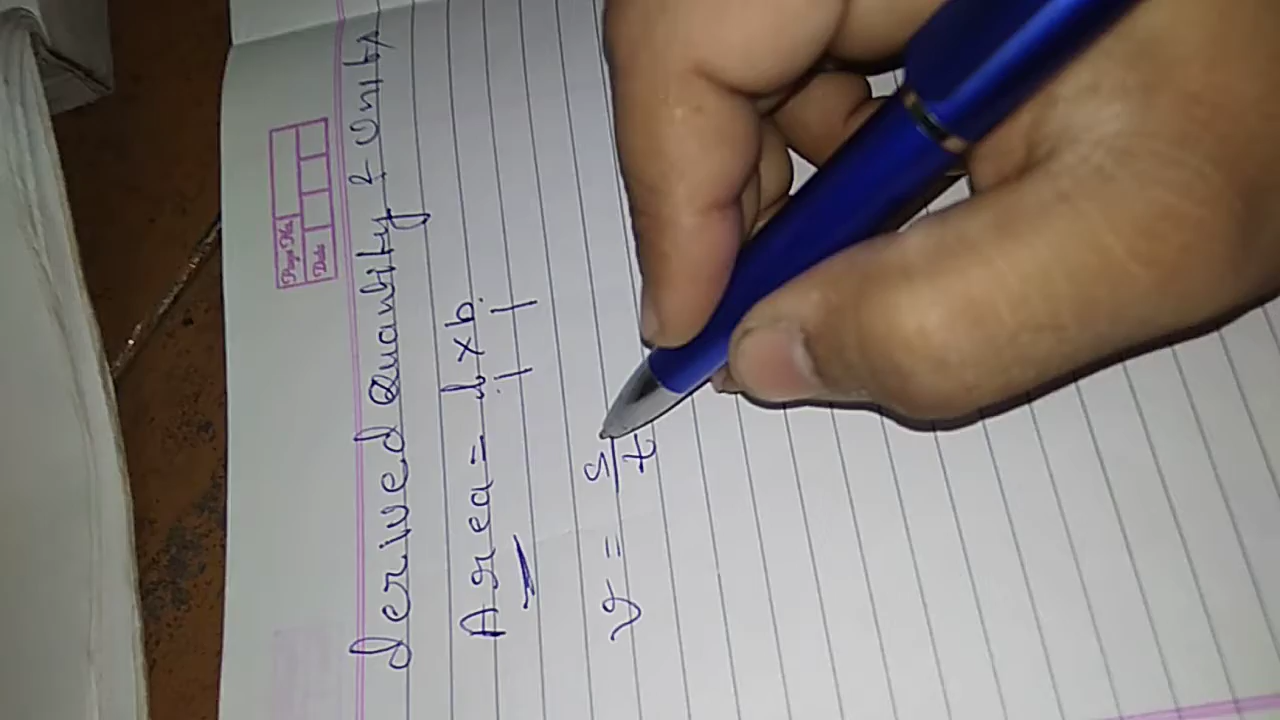 Page No.
Date
derived Quantity & Units
Area = l × b
v = s/t